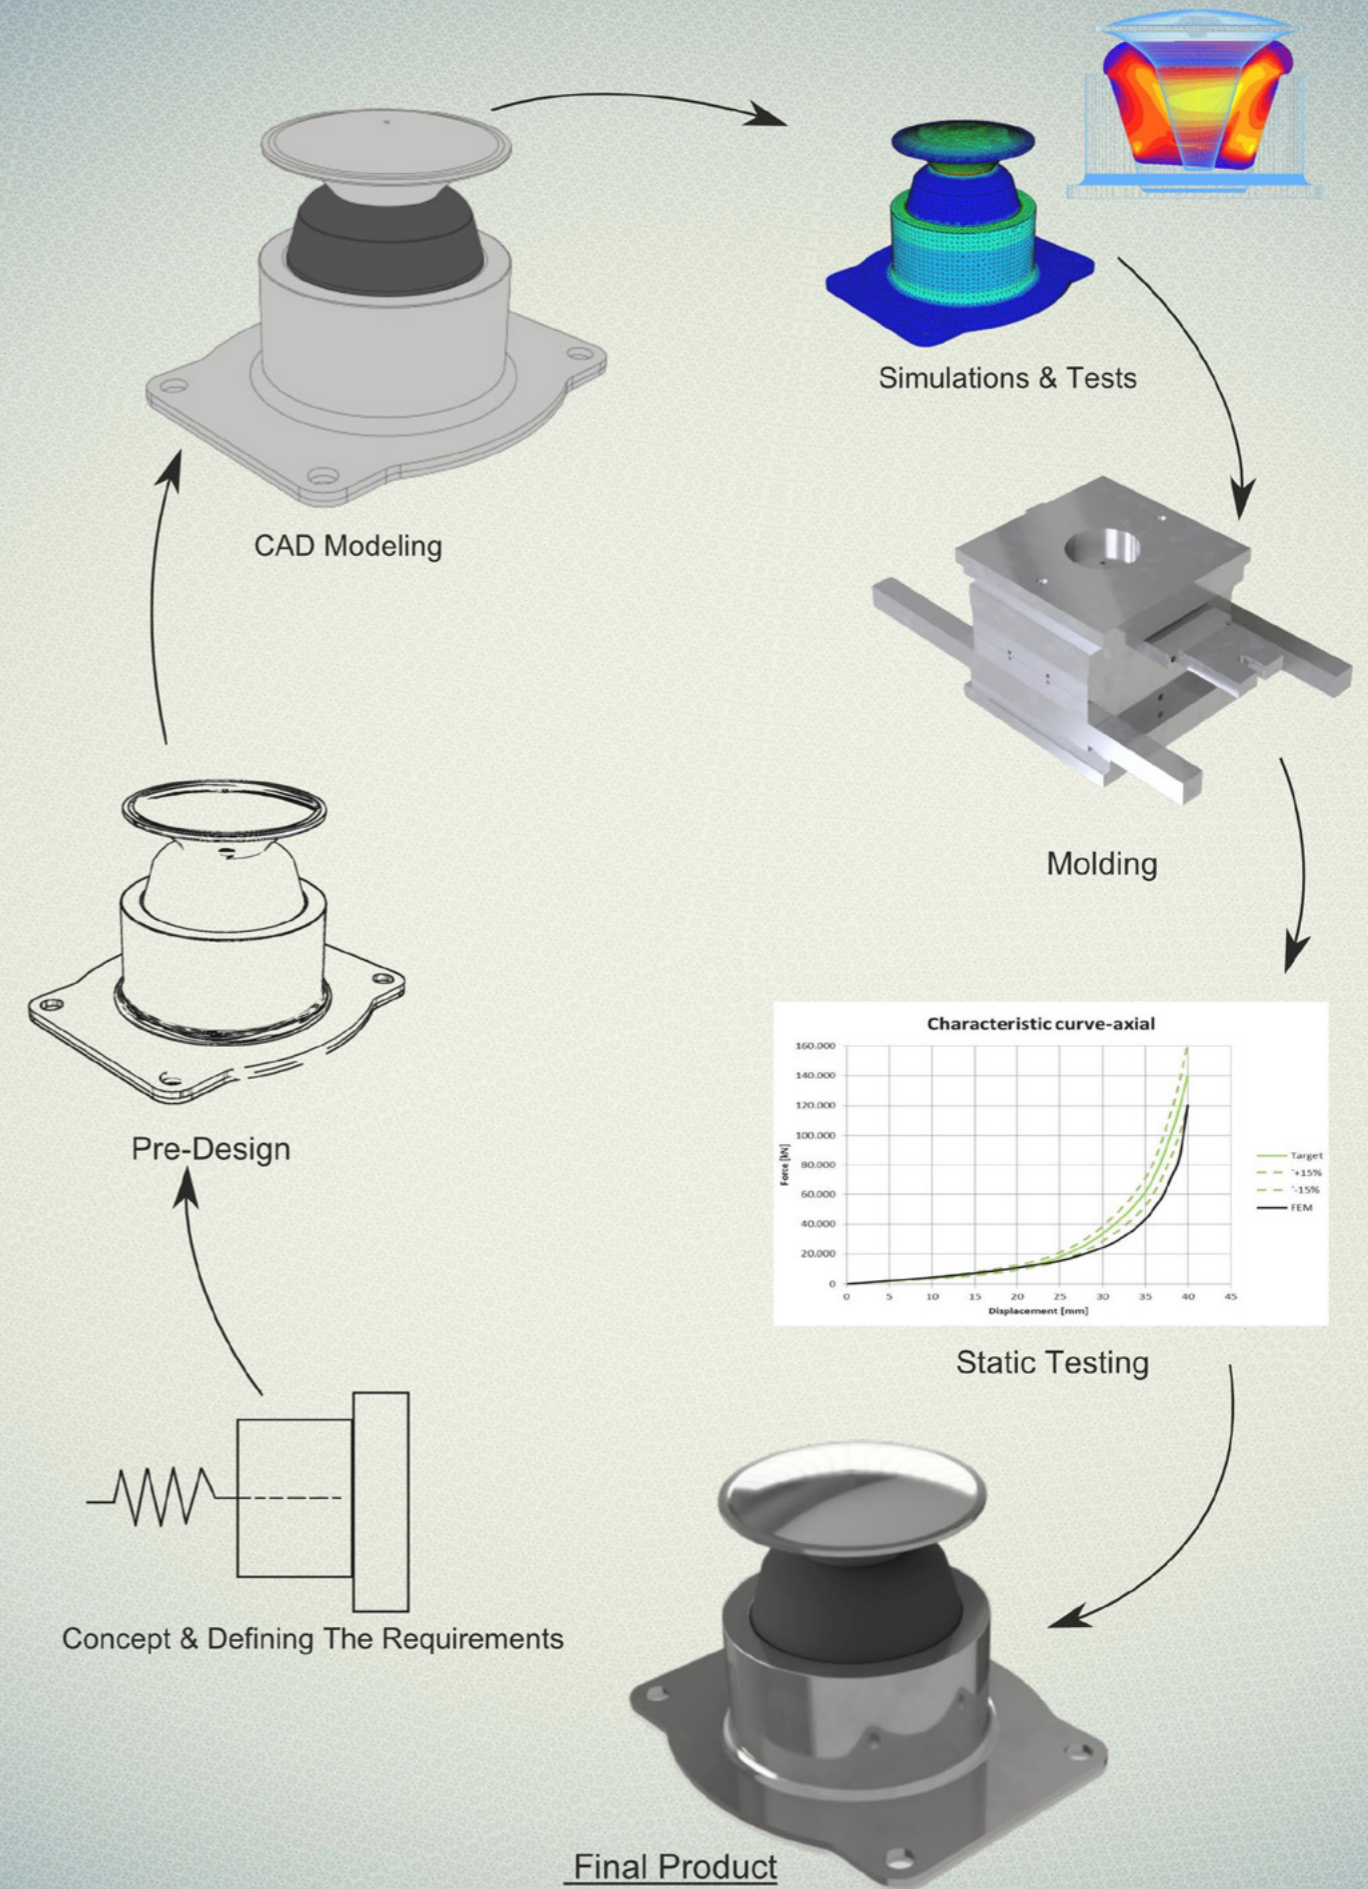 Simulations & Tests
CAD Modeling
Molding
Characteristic curve-axial
160.000
140.000
120.000
100.000
80.000
60.000
40.000
20.000
0
Force [kN]
0 5 10 15 20 25 30 35 40 45
Displacement [mm]
Target
`+15%
`-15%
FEM
Pre-Design
Static Testing
Concept & Defining The Requirements
Final Product